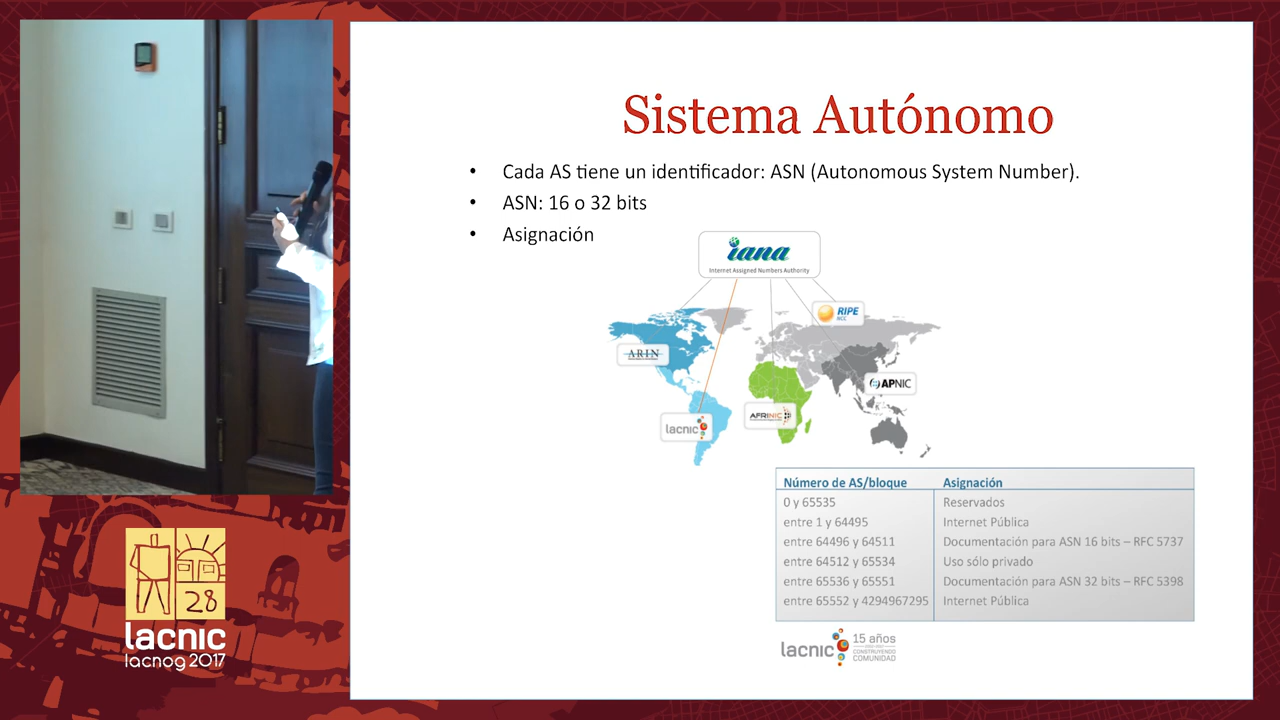 Sistema Autónomo
• Cada AS tiene un identificador: ASN (Autonomous System Number).
• ASN: 16 o 32 bits
• Asignación
iana
Internet Assigned Numbers Authority
RIPE
NCC
ARIN
APNIC
AFRINIC
lacnic
Número de AS/bloque Asignación
0 y 65535 Reservados
entre 1 y 64495 Internet Pública
entre 64496 y 64511 Documentación para ASN 16 bits – RFC 5737
entre 64512 y 65534 Uso sólo privado
entre 65536 y 65551 Documentación para ASN 32 bits – RFC 5398
entre 65552 y 4294967295 Internet Pública
lacnic 15 años
CONSTRUYENDO
COMUNIDAD
28
lacnic
lacnog 2017